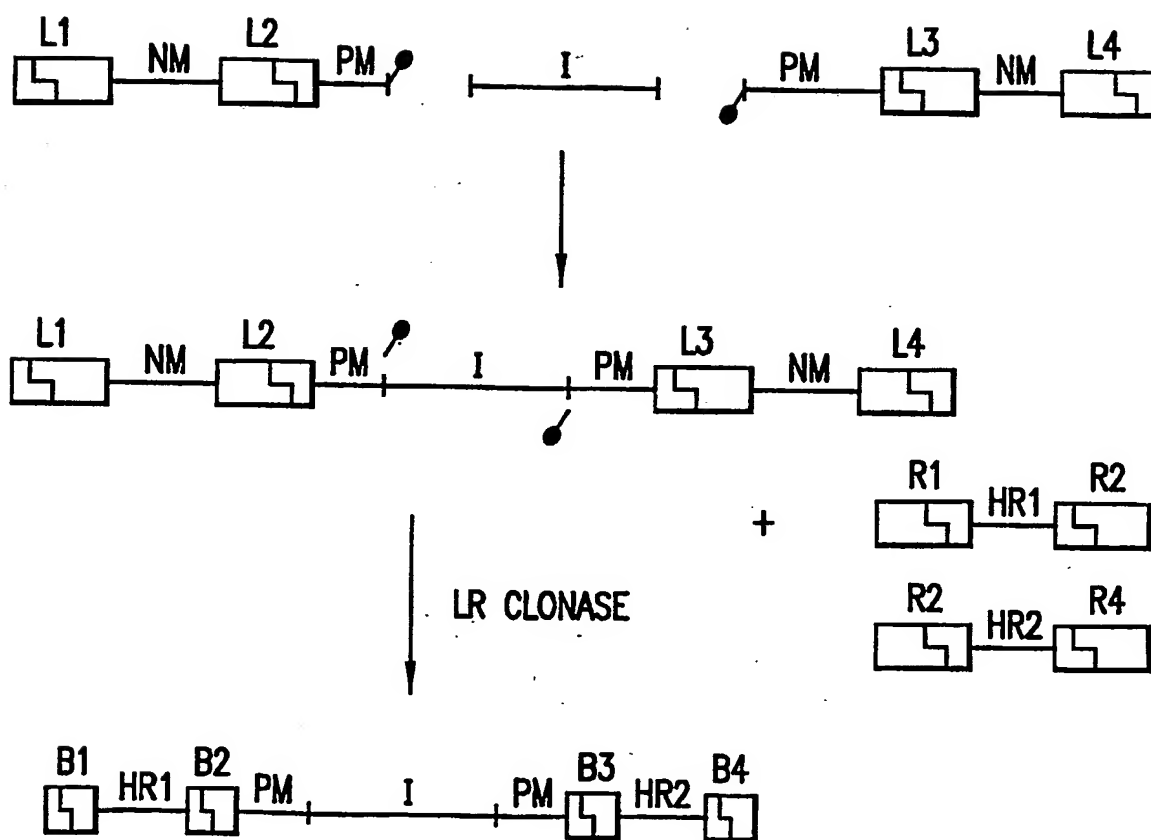 L1 NM L2 PM I PM L3 NM L4
L1 NM L2 PM I PM L3 NM L4
+
R1 HR1 R2
R2 HR2 R4
LR CLONASE
B1 HR1 B2 PM I PM B3 HR2 B4